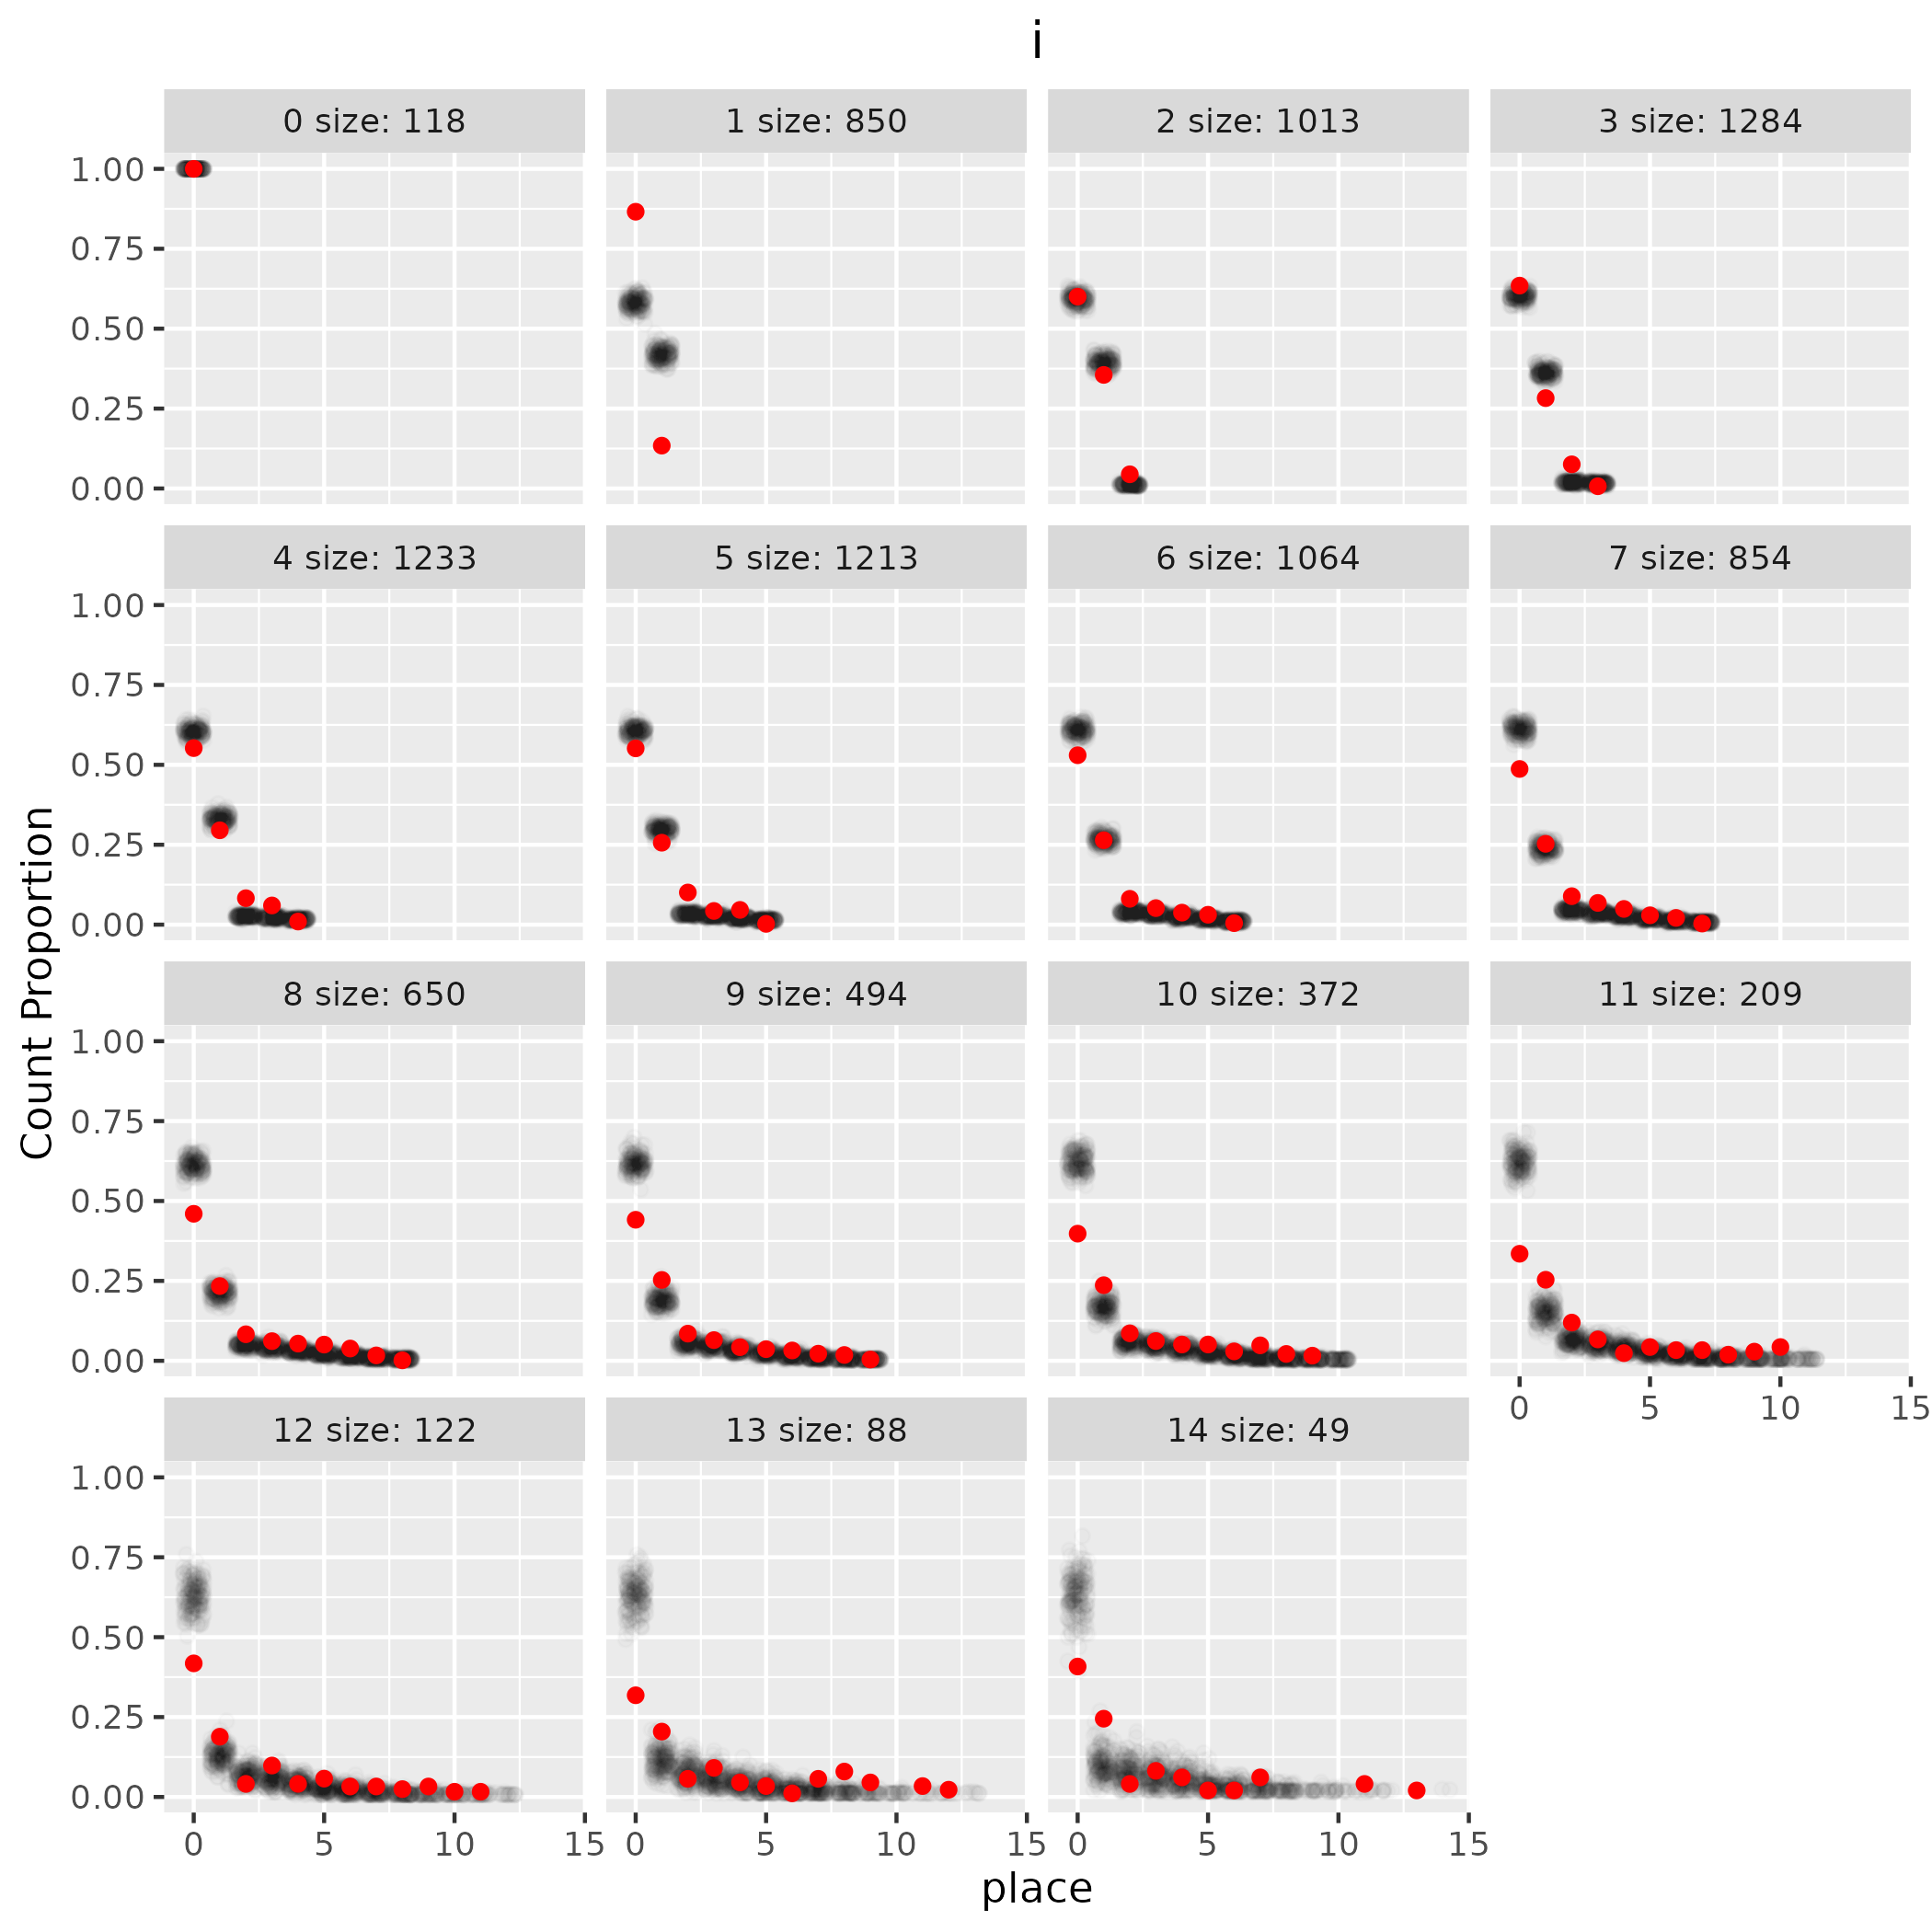 i
0 size: 118
1 size: 850
2 size: 1013
3 size: 1284
1.00
0.75
0.50
0.25
0.00
4 size: 1233
5 size: 1213
6 size: 1064
7 size: 854
1.00
0.75
0.50
0.25
0.00
Count Proportion
8 size: 650
9 size: 494
10 size: 372
11 size: 209
1.00
0.75
0.50
0.25
0.00
0 5 10 15
12 size: 122
13 size: 88
14 size: 49
1.00
0.75
0.50
0.25
0.00
0 5 10 15
0 5 10 15
0 5 10 15
place